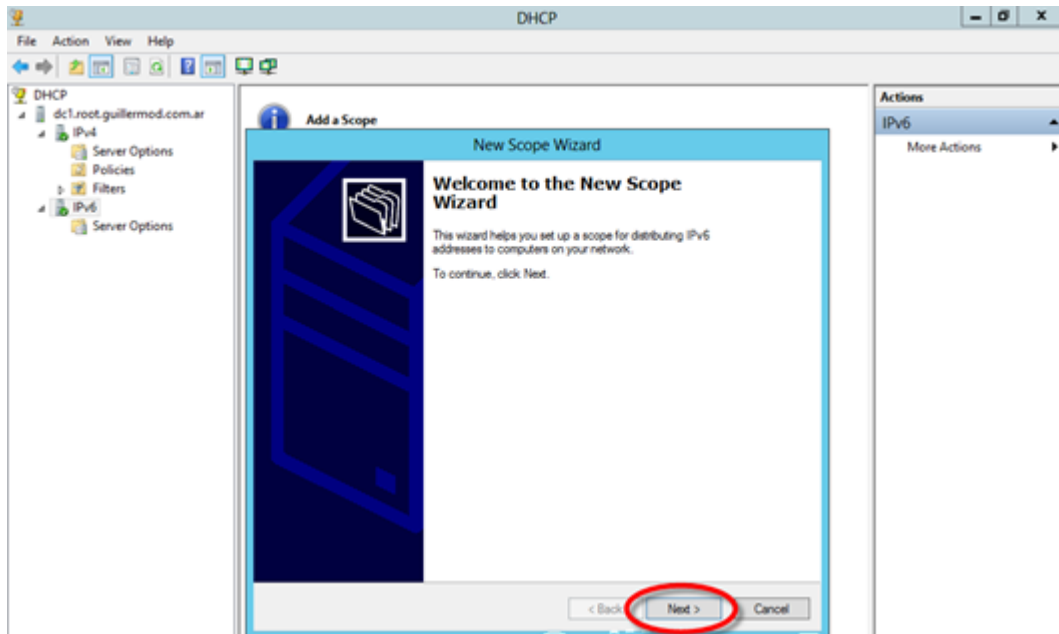 DHCP
File Action View Help
DHCP
dc1.root.guillermod.com.ar
IPv4
Server Options
Policies
Filters
IPv6
Server Options
Add a Scope
New Scope Wizard
Welcome to the New Scope
Wizard
This wizard helps you set up a scope for distributing IPv6
addresses to computers on your network.
To continue, click Next.
< Back
Next >
Cancel
Actions
IPv6
More Actions